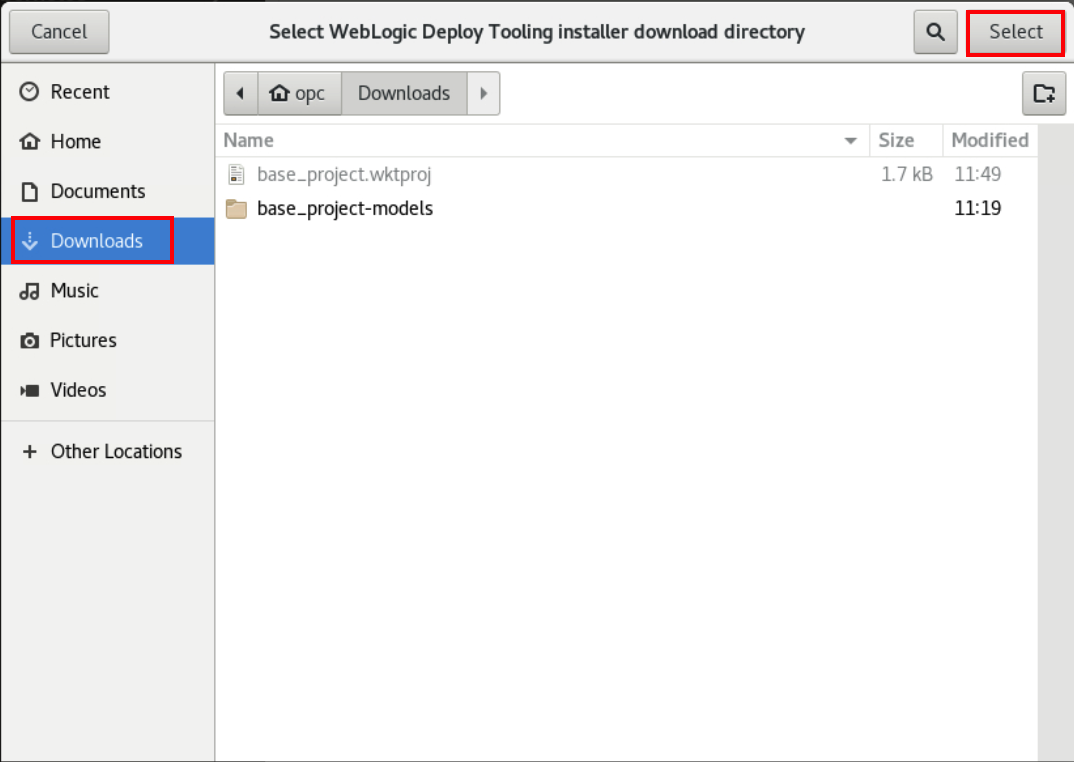 Cancel
Select WebLogic Deploy Tooling installer download directory
Select
Recent
Home
Documents
Downloads
Music
Pictures
Videos
Other Locations
opc
Downloads
Name Size Modified
base_project.wktproj 1.7 kB 11:49
base_project-models 11:19